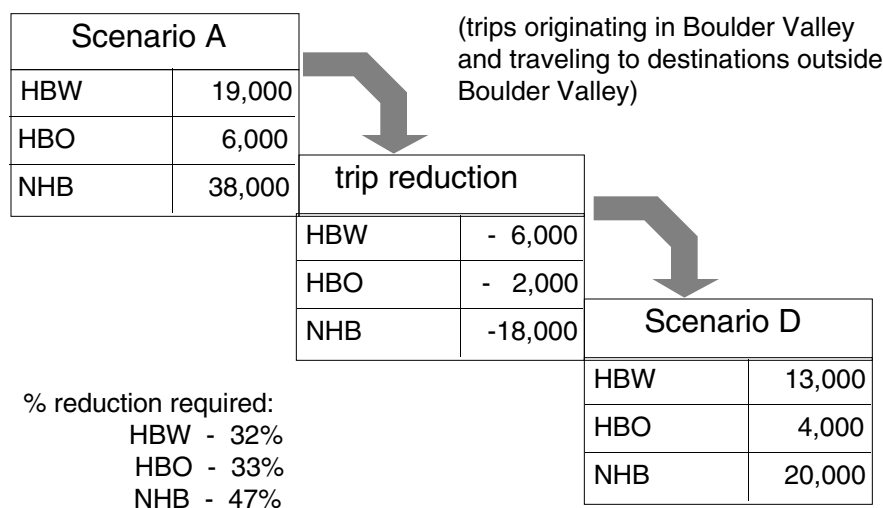 Scenario A
HBW 19,000
HBO 6,000
NHB 38,000
(trips originating in Boulder Valley
and traveling to destinations outside
Boulder Valley)
trip reduction
HBW - 6,000
HBO - 2,000
NHB -18,000
Scenario D
HBW 13,000
HBO 4,000
NHB 20,000
% reduction required:
HBW - 32%
HBO - 33%
NHB - 47%